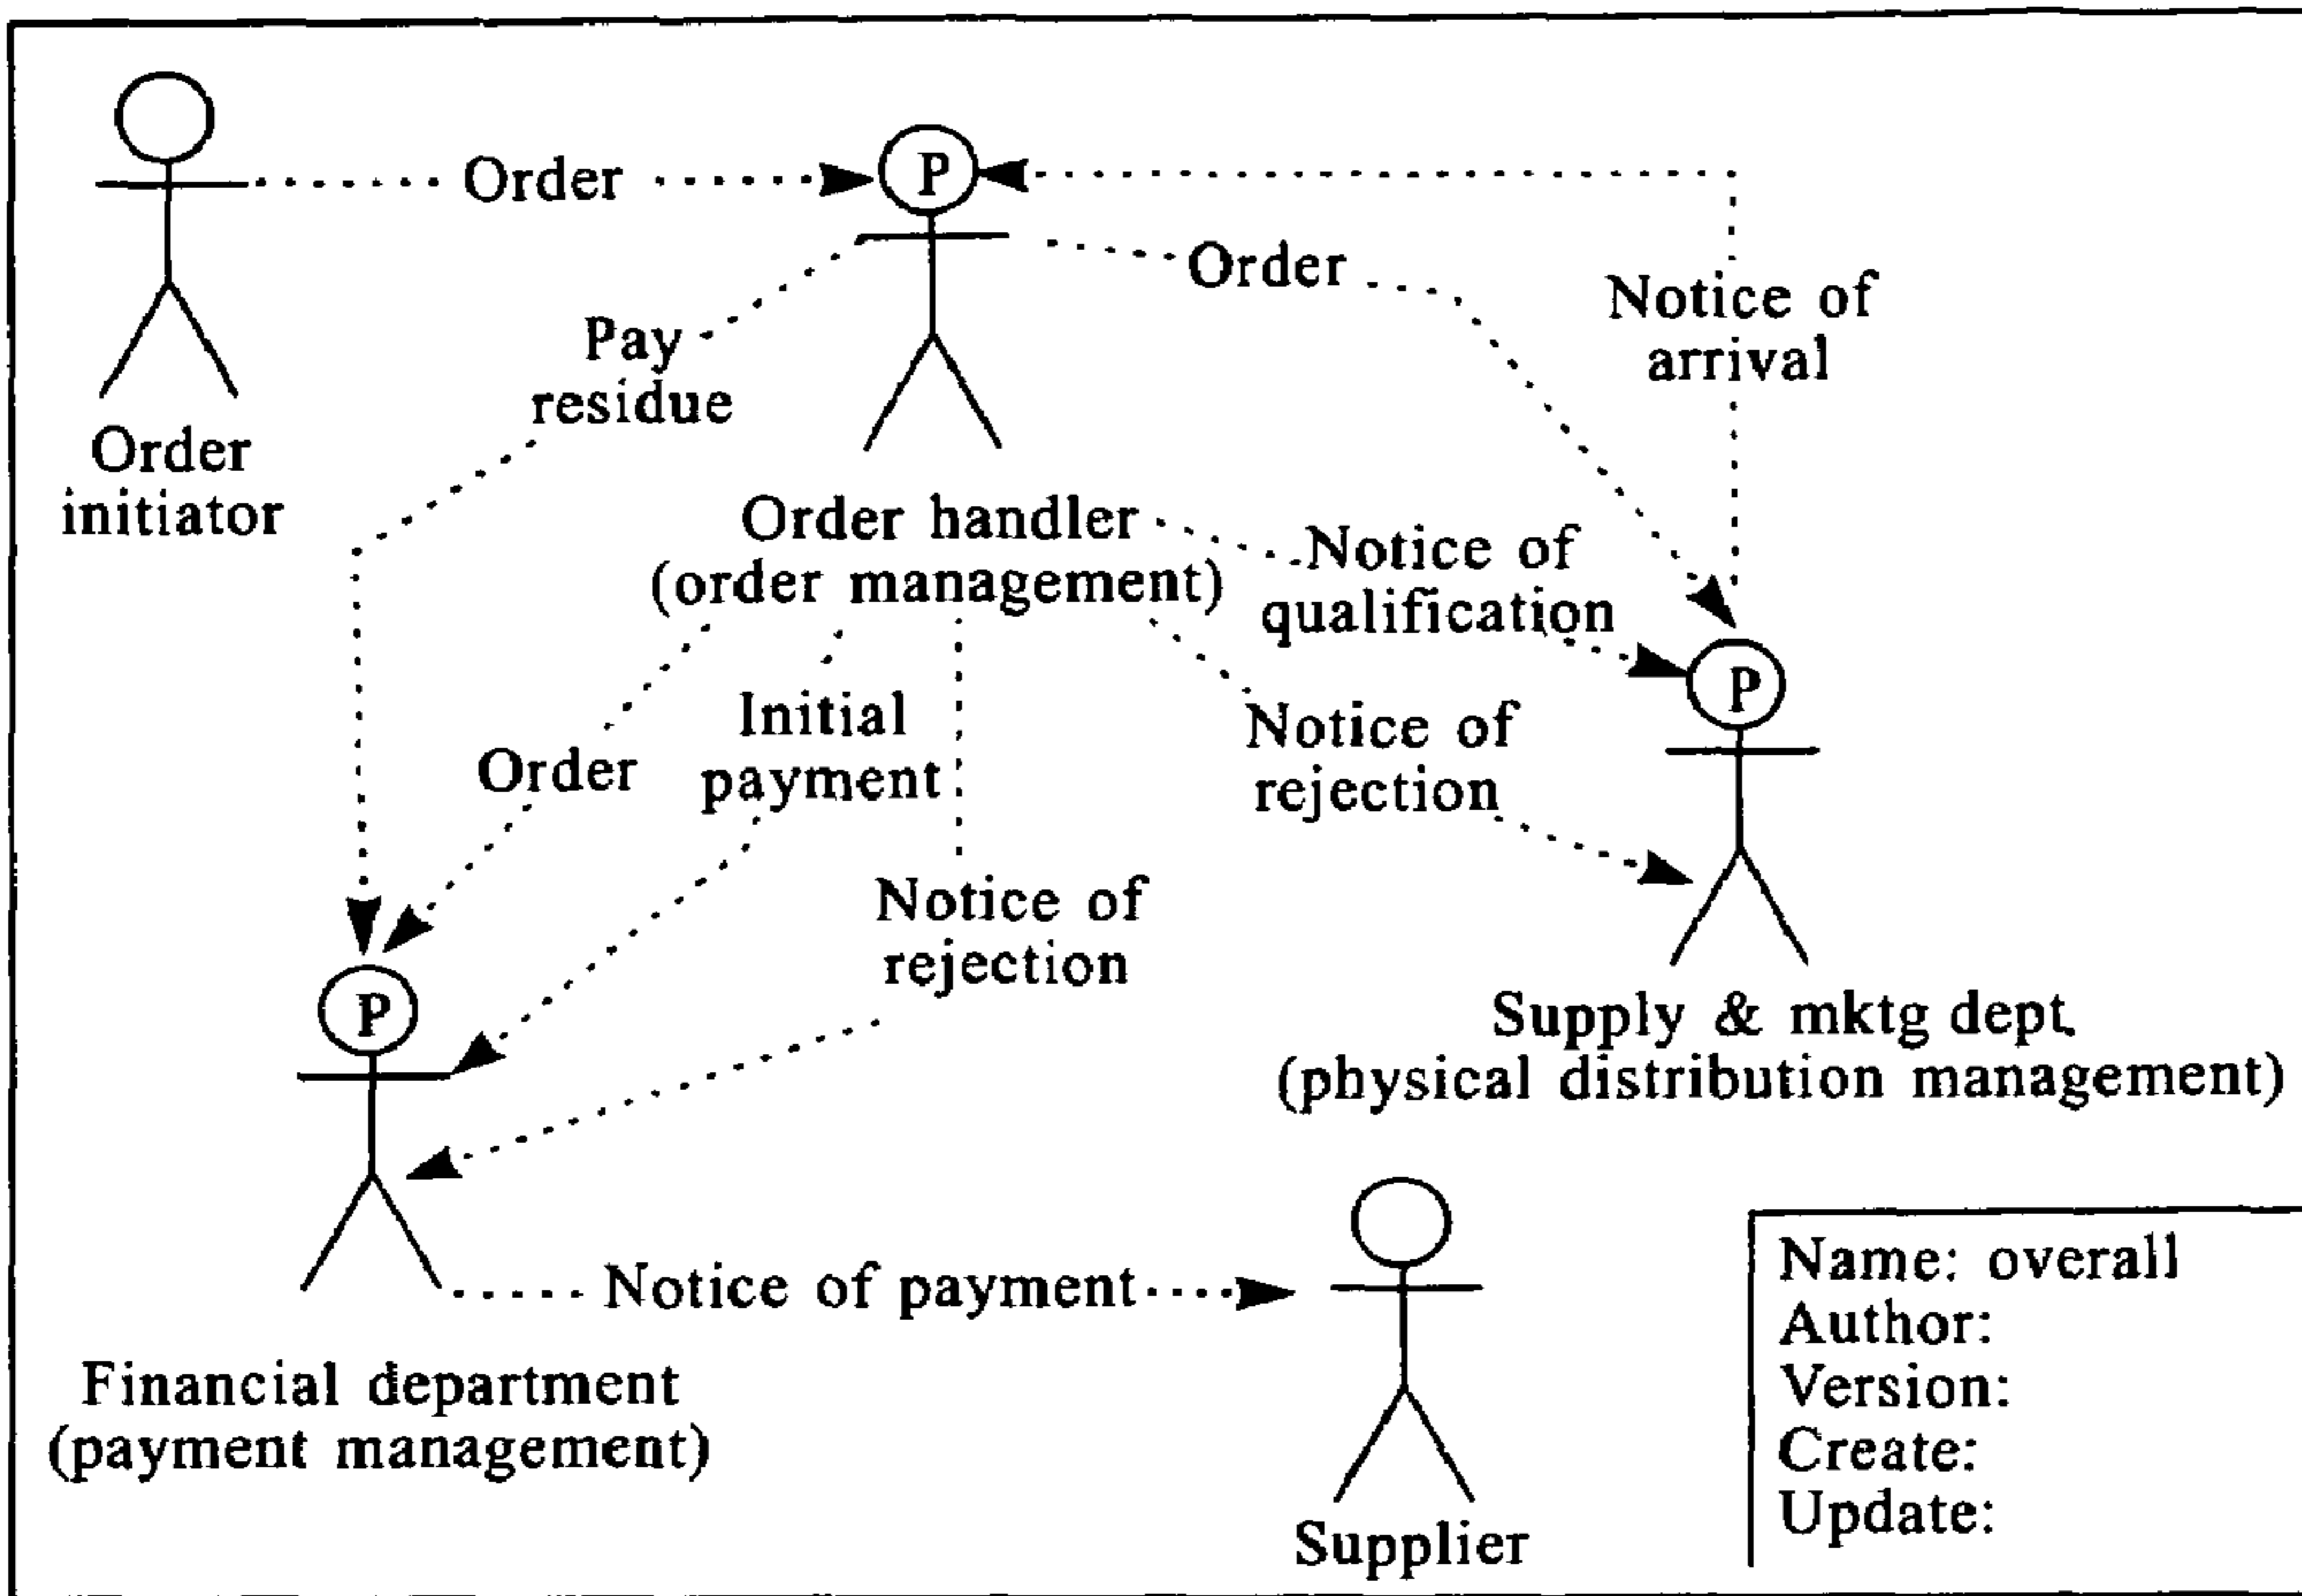 Order
P
Order
Notice of
arrival
Pay
residue
Order
initiator
Order handler
(order management)
Notice of
qualification
P
Initial
payment
Order
Notice of
rejection
Notice of
rejection
P
Supply & mktg dept.
(physical distribution management)
Notice of payment
Name: overall
Author:
Version:
Create:
Update:
Financial department
(payment management)
Supplier